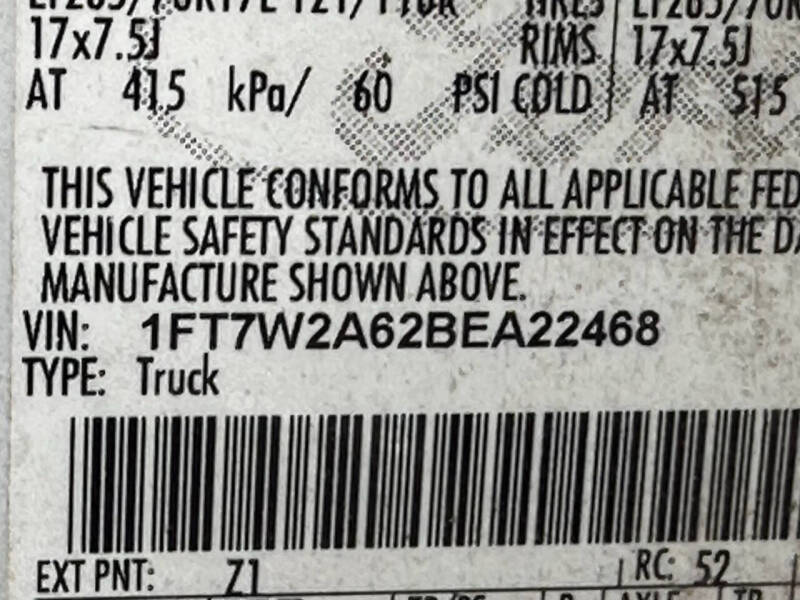 17x7.5J RIMS 17x7.5J
AT 415 kPa/ 60 PSI COLD AT 515
THIS VEHICLE CONFORMS TO ALL APPLICABLE FED
VEHICLE SAFETY STANDARDS IN EFFECT ON THE DA
MANUFACTURE SHOWN ABOVE.
VIN: 1FT7W2A62BEA22468
TYPE: Truck
EXT PNT: Z1 RC: 52